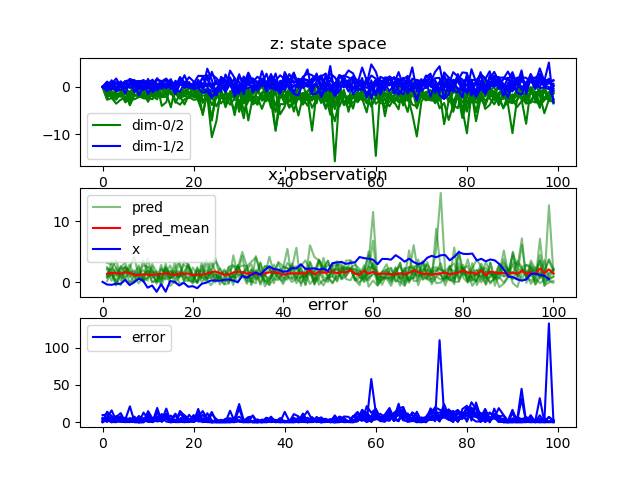 z: state space
0
−10
dim-0/2
dim-1/2
0 20 40 60 80 100
x: observation
10
0
pred
pred_mean
x
0 20 40 60 80 100
error
100
50
0
error
0 20 40 60 80 100